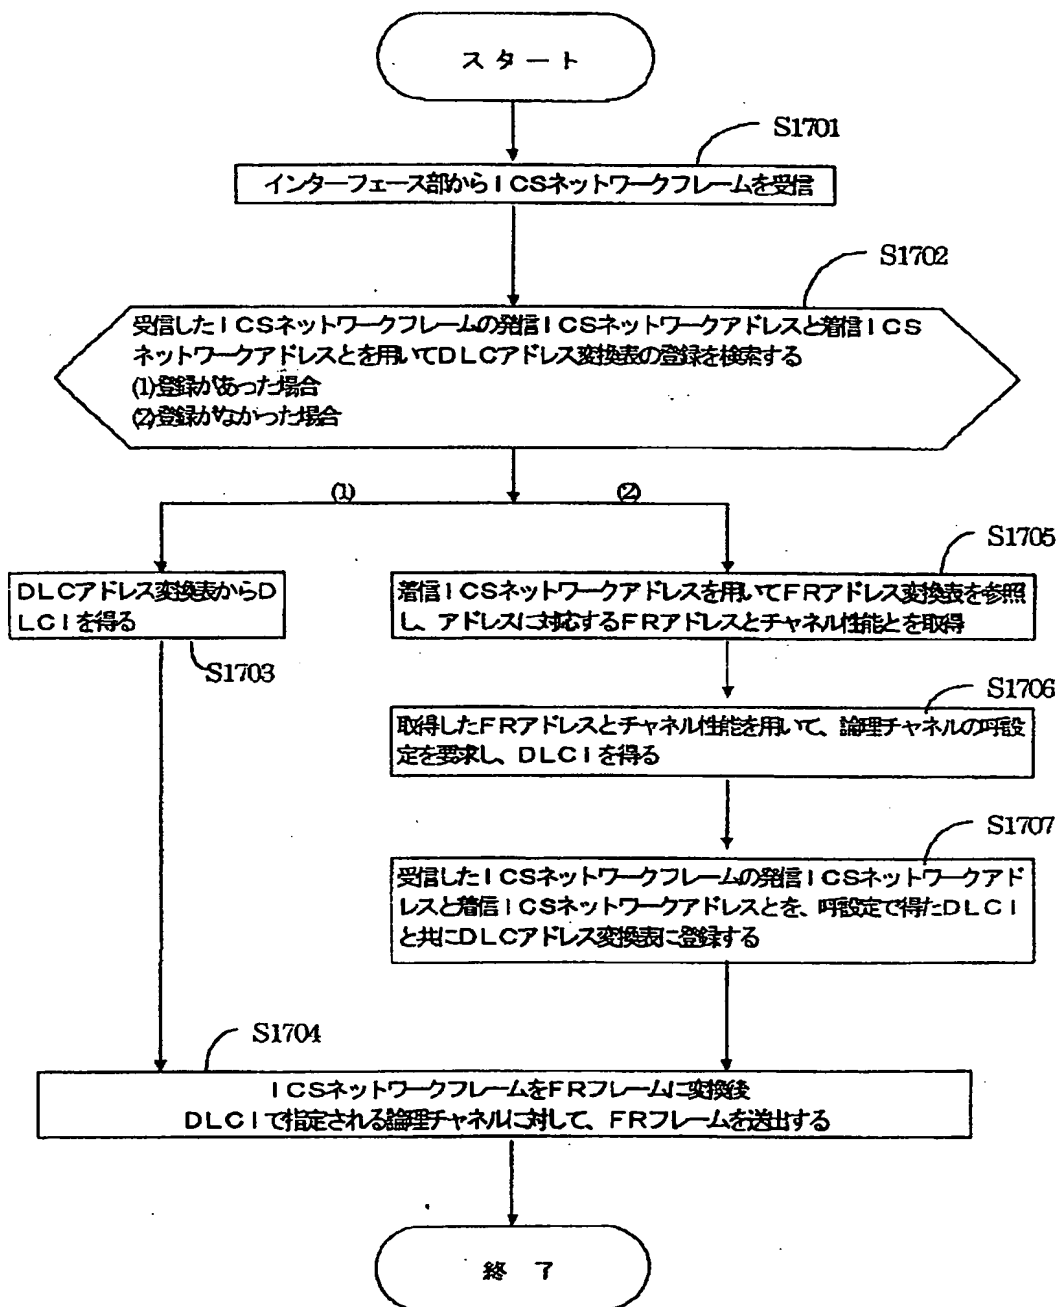 スタート
S1701
インターフェース部からICSネットワークフレームを受信
S1702
受信したICSネットワークフレームの発信ICSネットワークアドレスと着信ICS
ネットワークアドレスとを用いてDLCアドレス変換表の登録を検索する
(1)登録があった場合
(2)登録がなかった場合
(1)
(2)
DLCアドレス変換表からD
LCIを得る
S1703
S1705
着信ICSネットワークアドレスを用いてFRアドレス変換表を参照
し、アドレスに対応するFRアドレスとチャネル性能とを取得
S1706
取得したFRアドレスとチャネル性能を用いて、論理チャネルの呼設
定を要求し、DLCIを得る
S1707
受信したICSネットワークフレームの発信ICSネットワークアド
レスと着信ICSネットワークアドレスとを、呼設定で得たDLCI
と共にDLCアドレス変換表に登録する
S1704
ICSネットワークフレームをFRフレームに変換後
DLCIで指定される論理チャネルに対して、FRフレームを送出する
終 了